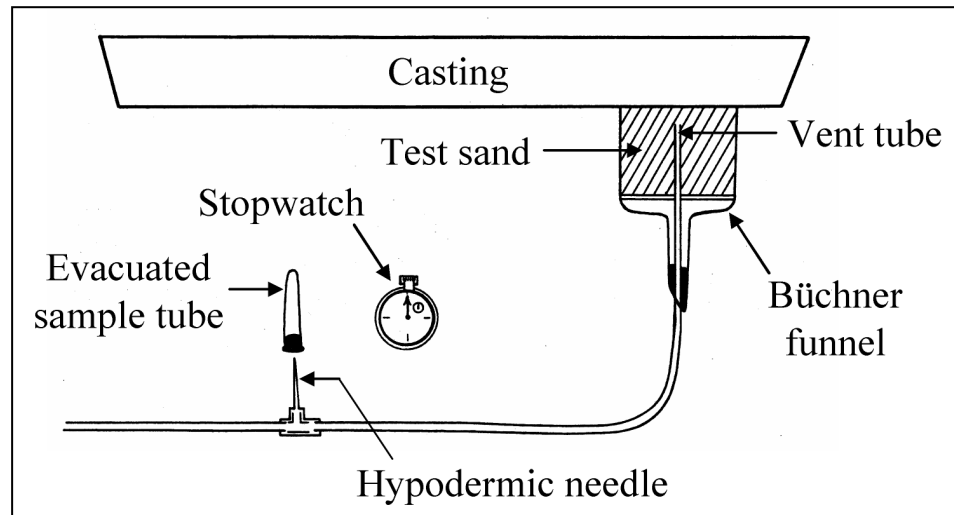 Casting
Vent tube
Test sand
Stopwatch
Evacuated
sample tube
Büchner
funnel
Hypodermic needle